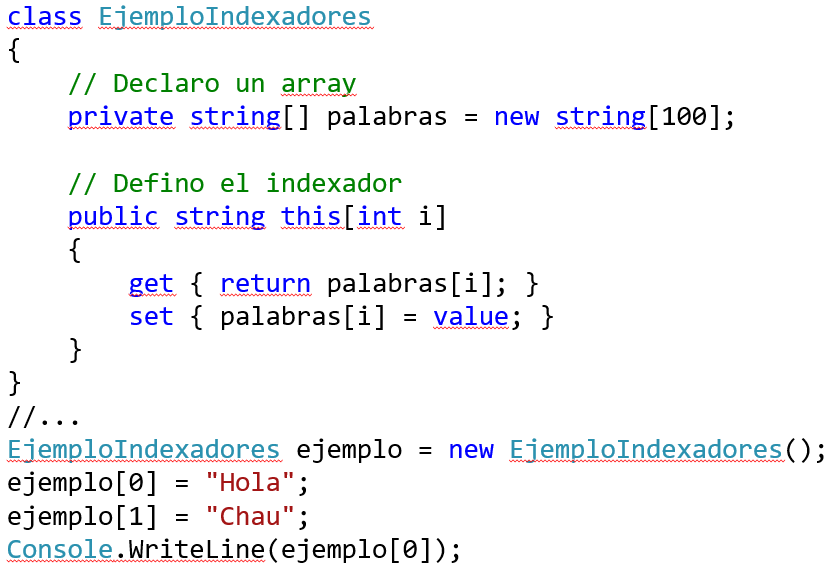 class EjemploIndexadores
{
    // Declaro un array
    private string[] palabras = new string[100];

    // Defino el indexador
    public string this[int i]
    {
        get { return palabras[i]; }
        set { palabras[i] = value; }
    }
}
//...
EjemploIndexadores ejemplo = new EjemploIndexadores();
ejemplo[0] = "Hola";
ejemplo[1] = "Chau";
Console.WriteLine(ejemplo[0]);